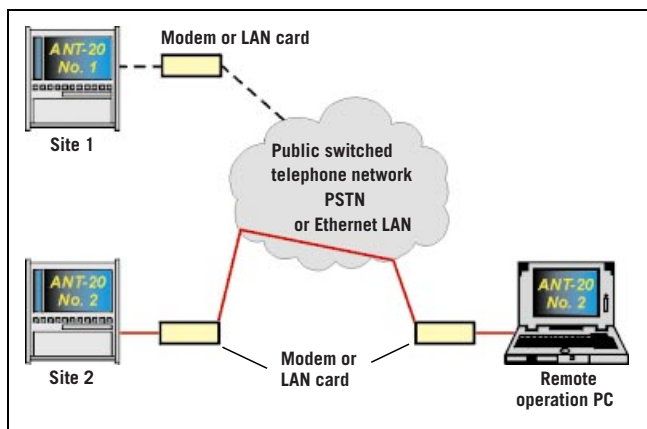 Modem or LAN card
ANT-20
No. 1
Site 1
Public switched
telephone network
PSTN
or Ethernet LAN
ANT-20
No. 2
Site 2
Modem or
LAN card
ANT-20
No. 2
Remote
operation PC